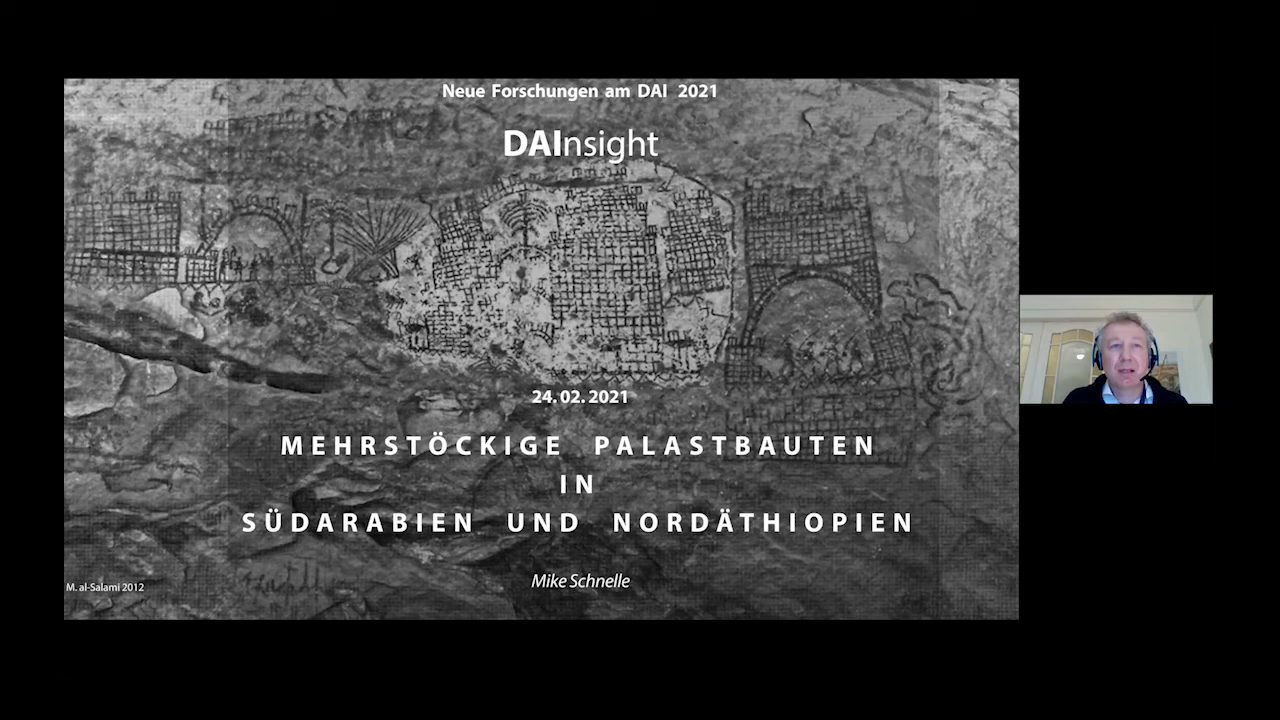 Neue Forschungen am DAI 2021
DAInsight
24.02.2021
MEHRSTÖCKIGE PALASTBAUTEN
IN
SÜDARABIEN UND NORDÄTHIOPIEN
Mike Schnelle
M. al-Salami 2012